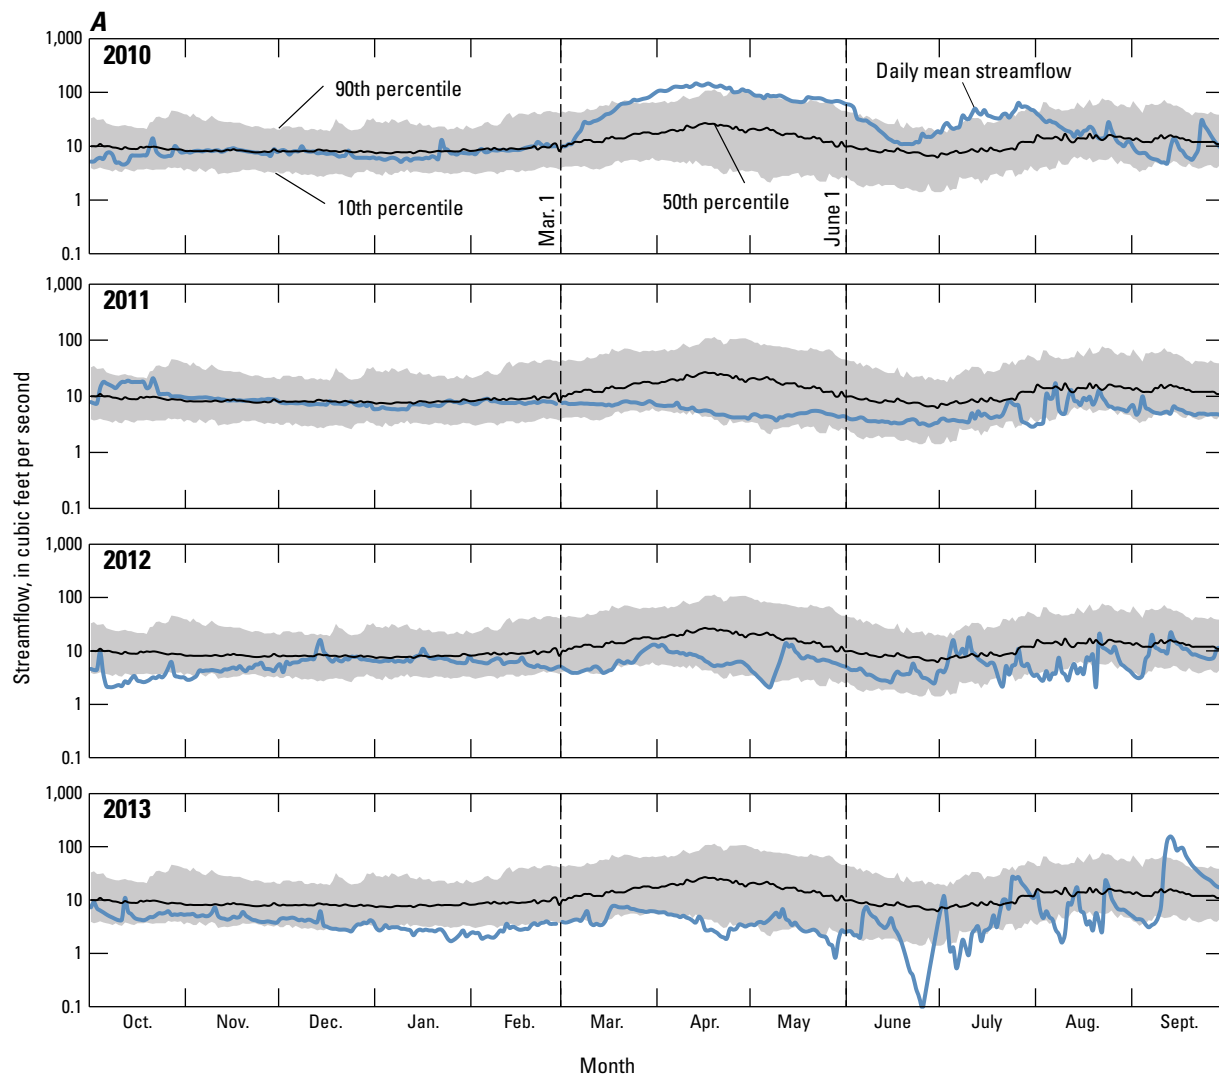 A
1,000
2010
90th percentile
Daily mean streamflow
100
10
10th percentile
50th percentile
1
Mar. 1
June 1
0.1
1,000
2011
100
10
1
0.1
Streamflow, in cubic feet per second
1,000
2012
100
10
1
0.1
1,000
2013
100
10
1
0.1
Oct. Nov. Dec. Jan. Feb. Mar. Apr. May June July Aug. Sept.
Month